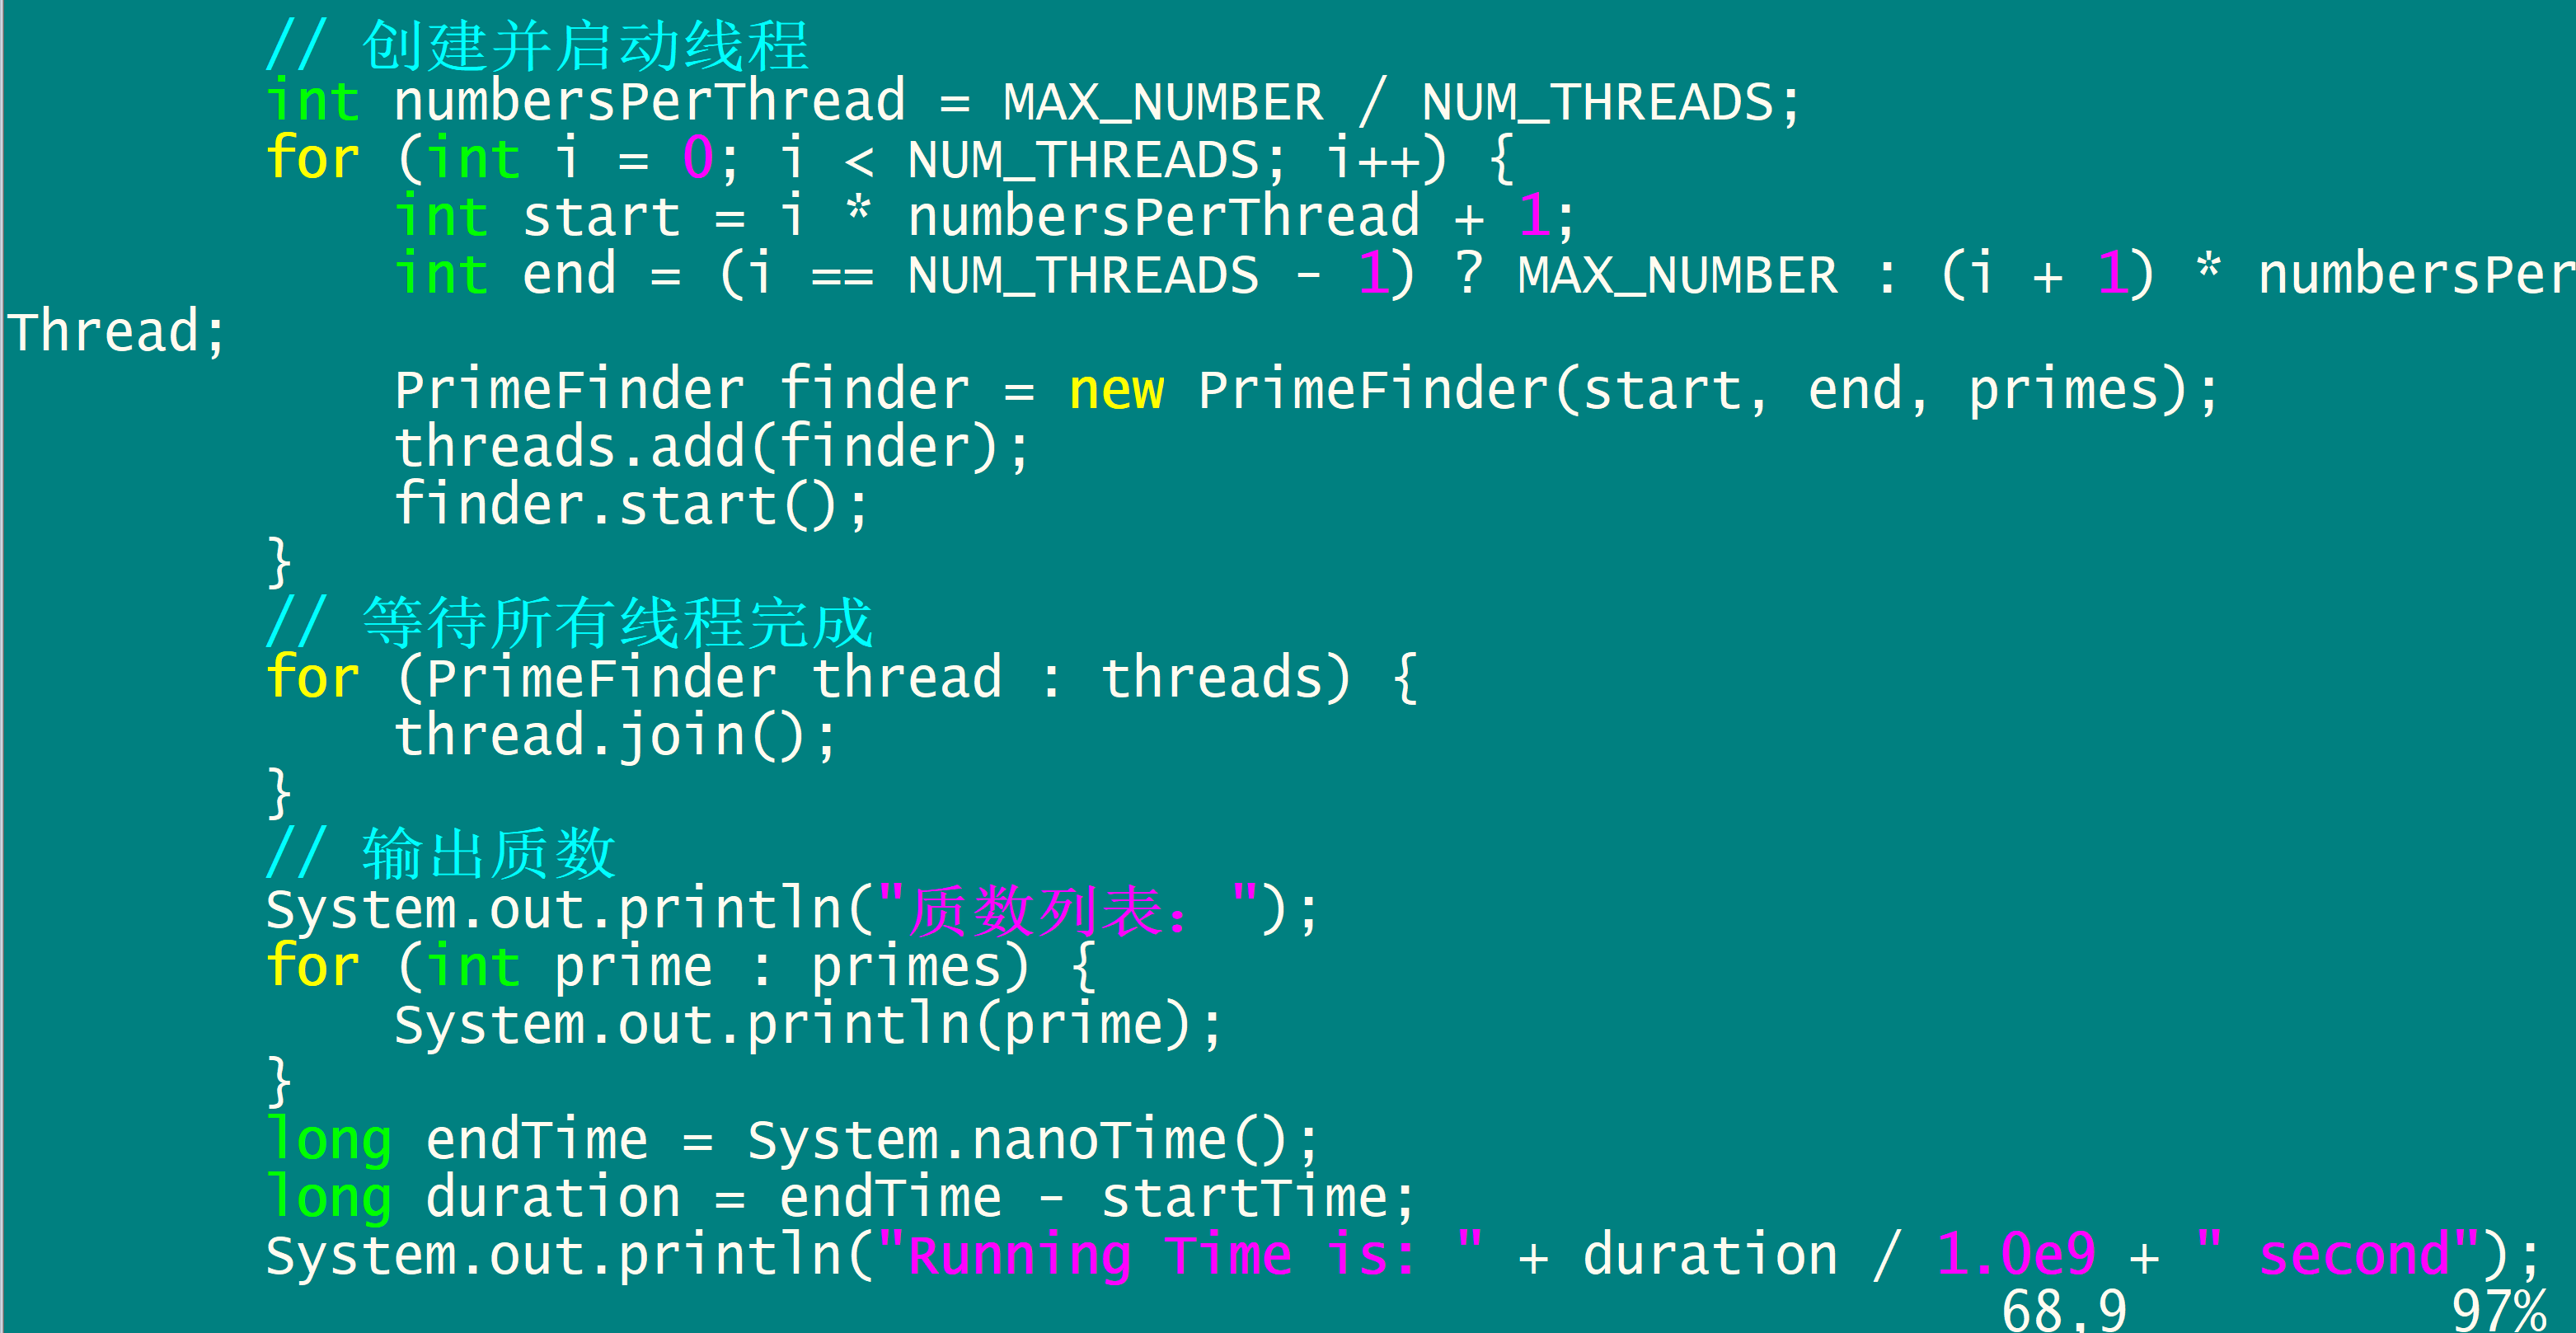 // 创建并启动线程
int numbersPerThread = MAX_NUMBER / NUM_THREADS;
for (int i = 0; i < NUM_THREADS; i++) {
int start = i * numbersPerThread + 1;
int end = (i == NUM_THREADS - 1) ? MAX_NUMBER : (i + 1) * numbersPer
Thread;
PrimeFinder finder = new PrimeFinder(start, end, primes);
threads.add(finder);
finder.start();
}
// 等待所有线程完成
for (PrimeFinder thread : threads) {
thread.join();
}
// 输出质数
System.out.println("质数列表：");
for (int prime : primes) {
System.out.println(prime);
}
long endTime = System.nanoTime();
long duration = endTime - startTime;
System.out.println("Running Time is: " + duration / 1.0e9 + " second");
68,9 97%